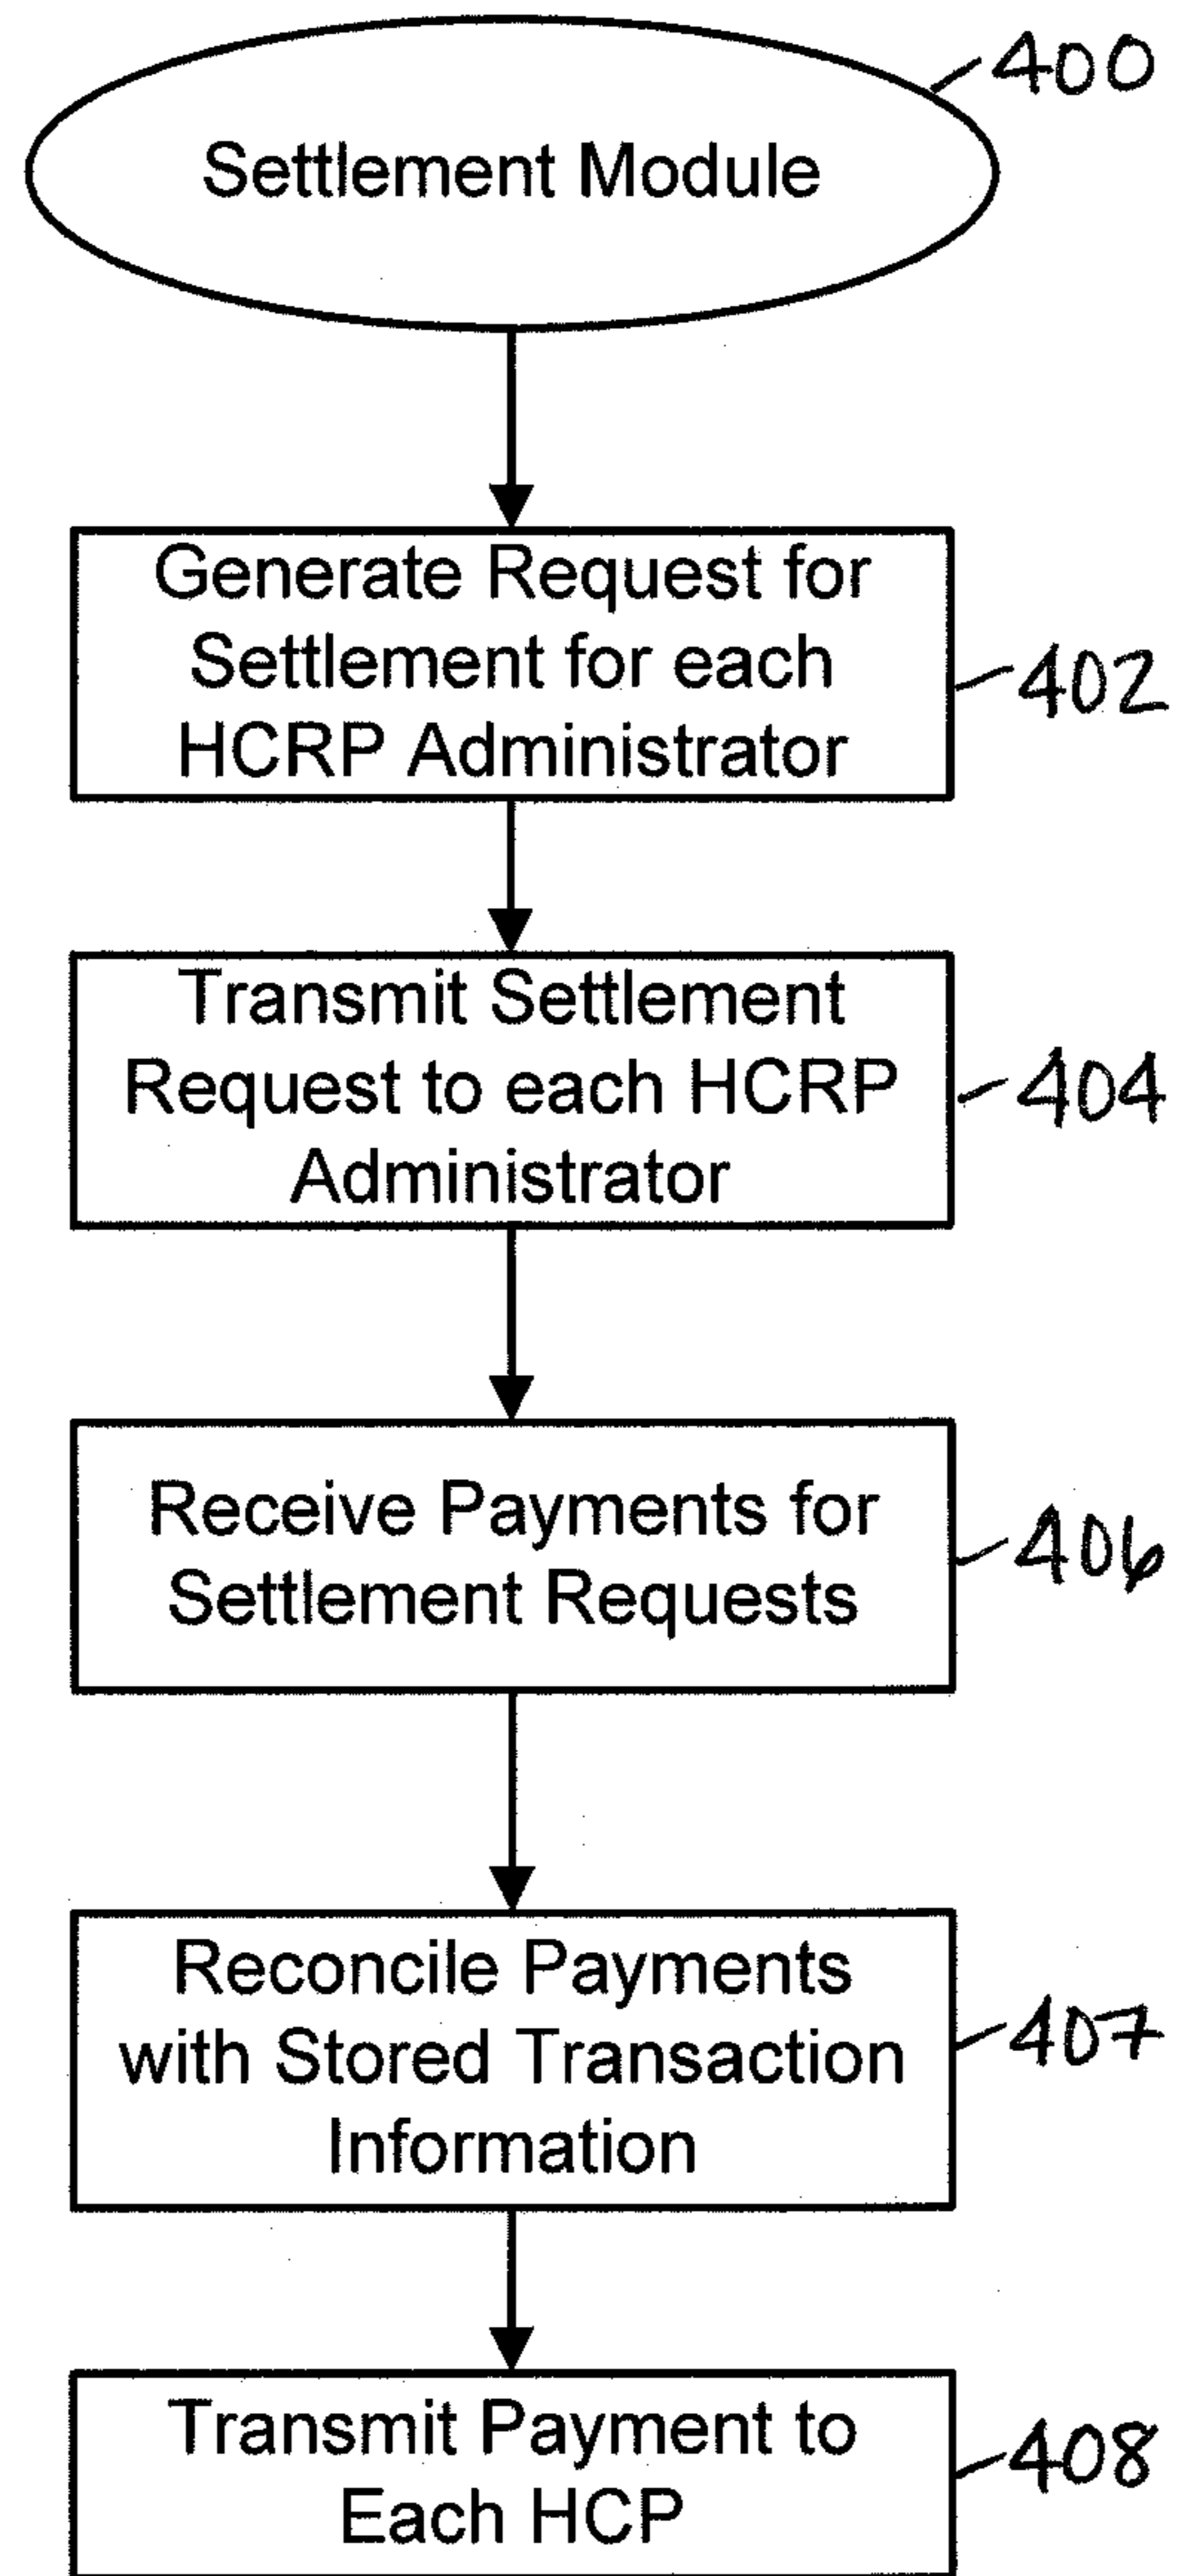 400
Settlement Module
Generate Request for
Settlement for each
HCRP Administrator
402
Transmit Settlement
Request to each HCRP
Administrator
404
Receive Payments for
Settlement Requests
406
Reconcile Payments
with Stored Transaction
Information
407
Transmit Payment to
Each HCP
408